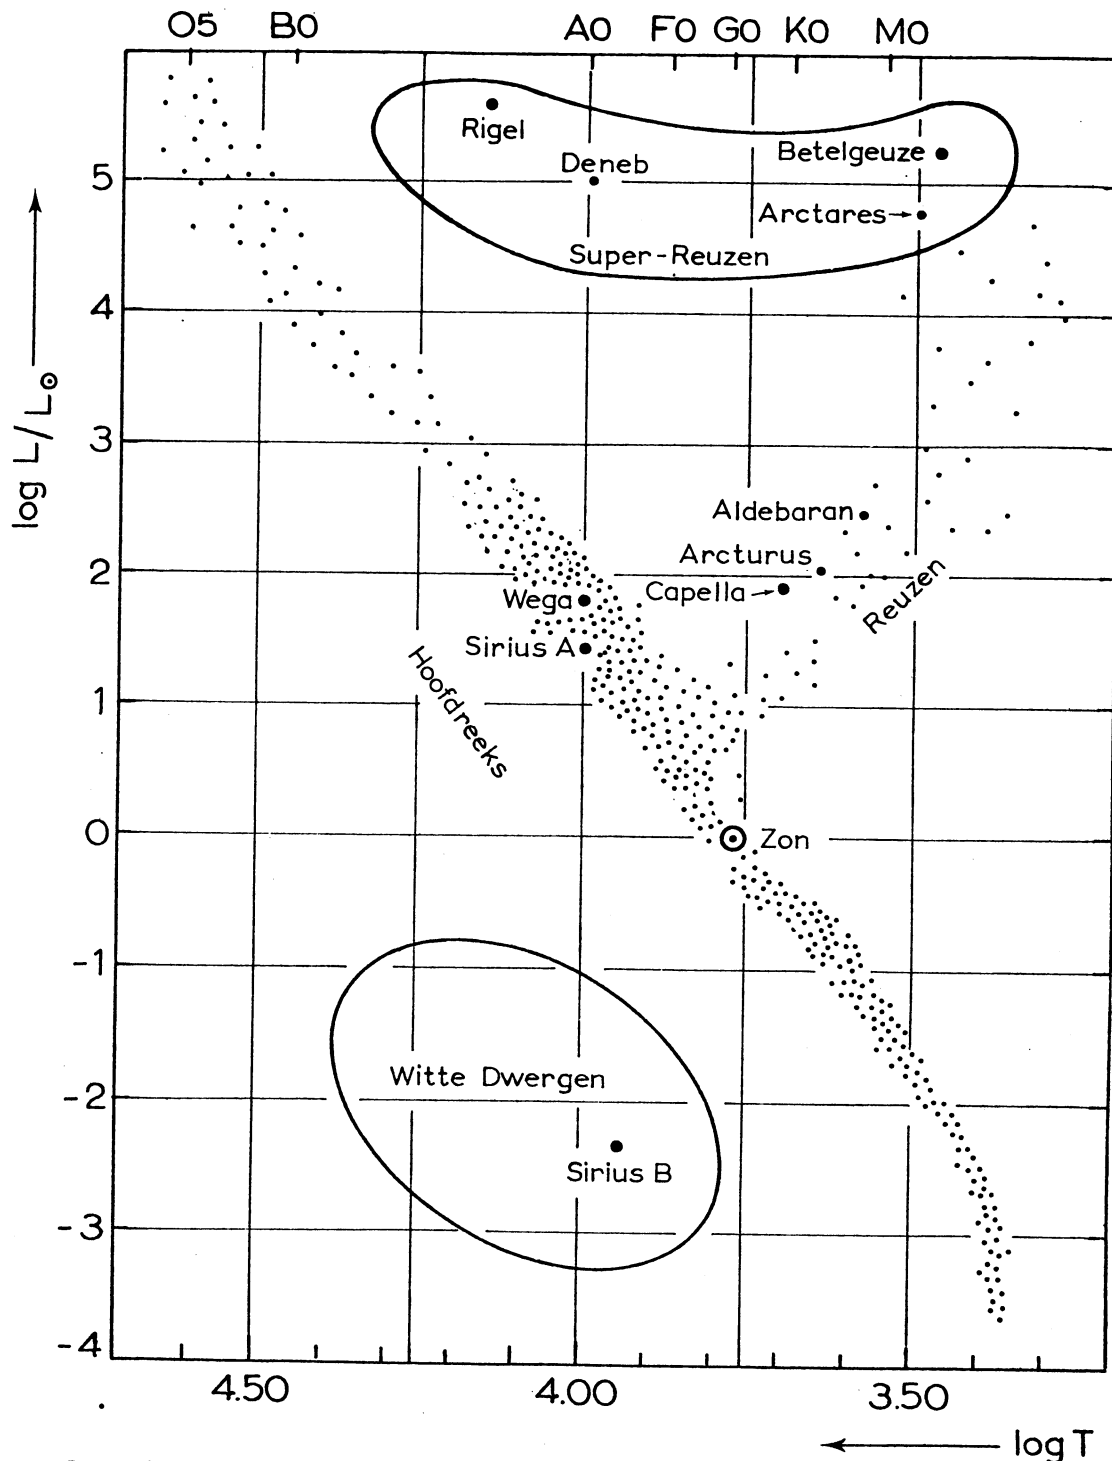 O5 B0 A0 F0 G0 K0 M0
Rigel
Deneb
Betelgeuze
Arctares
Super-Reuzen
5
4
3
2
1
0
-1
-2
-3
-4
log L/L⊙
Aldebaran
Arcturus
Capella
Reuzen
Wega
Sirius A
Hoofdreeks
Zon
Witte Dwergen
Sirius B
4.50 4.00 3.50
log T